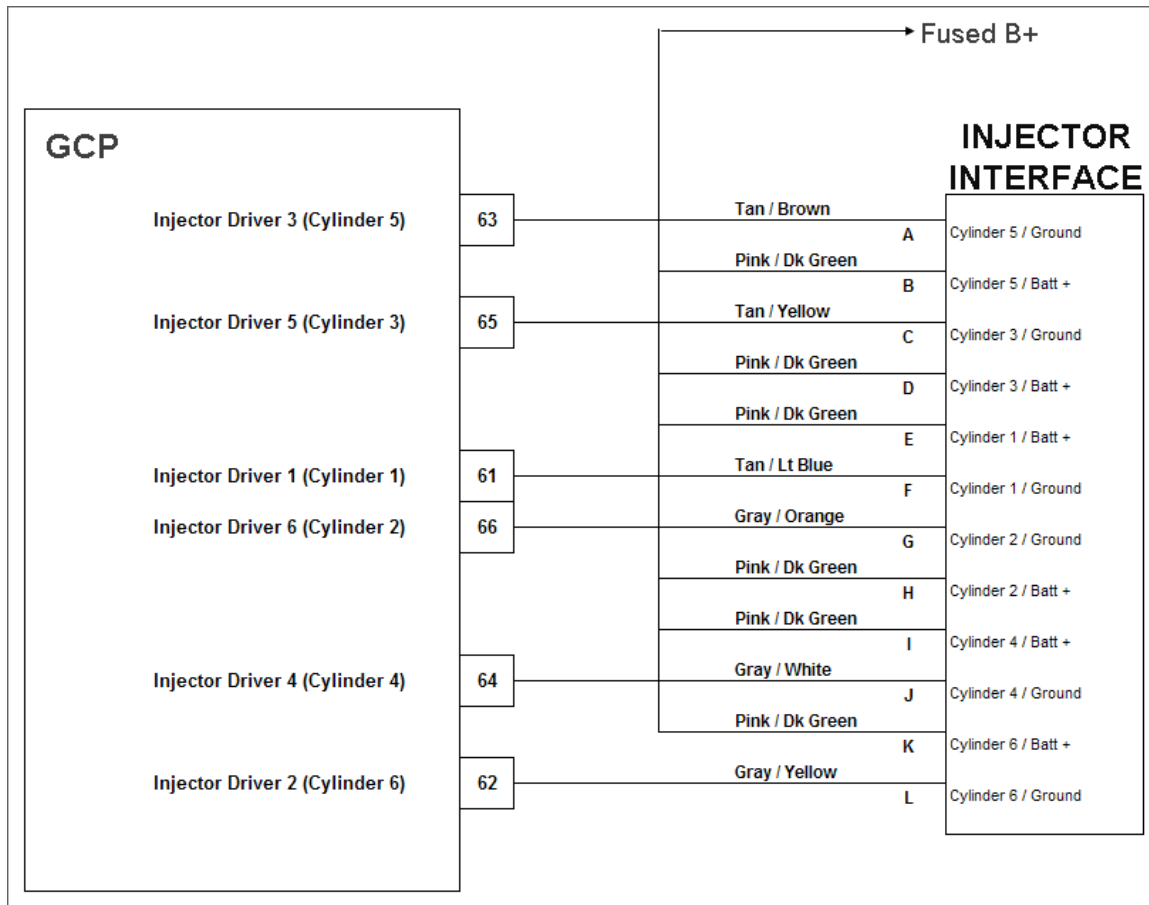 Fused B+
GCP
INJECTOR
INTERFACE
Injector Driver 3 (Cylinder 5)
63
Tan / Brown
A
Cylinder 5 / Ground
Pink / Dk Green
B
Cylinder 5 / Batt +
Injector Driver 5 (Cylinder 3)
65
Tan / Yellow
C
Cylinder 3 / Ground
Pink / Dk Green
D
Cylinder 3 / Batt +
Pink / Dk Green
E
Cylinder 1 / Batt +
Injector Driver 1 (Cylinder 1)
61
Tan / Lt Blue
F
Cylinder 1 / Ground
Injector Driver 6 (Cylinder 2)
66
Gray / Orange
G
Cylinder 2 / Ground
Pink / Dk Green
H
Cylinder 2 / Batt +
Pink / Dk Green
I
Cylinder 4 / Batt +
Injector Driver 4 (Cylinder 4)
64
Gray / White
J
Cylinder 4 / Ground
Pink / Dk Green
K
Cylinder 6 / Batt +
Injector Driver 2 (Cylinder 6)
62
Gray / Yellow
L
Cylinder 6 / Ground